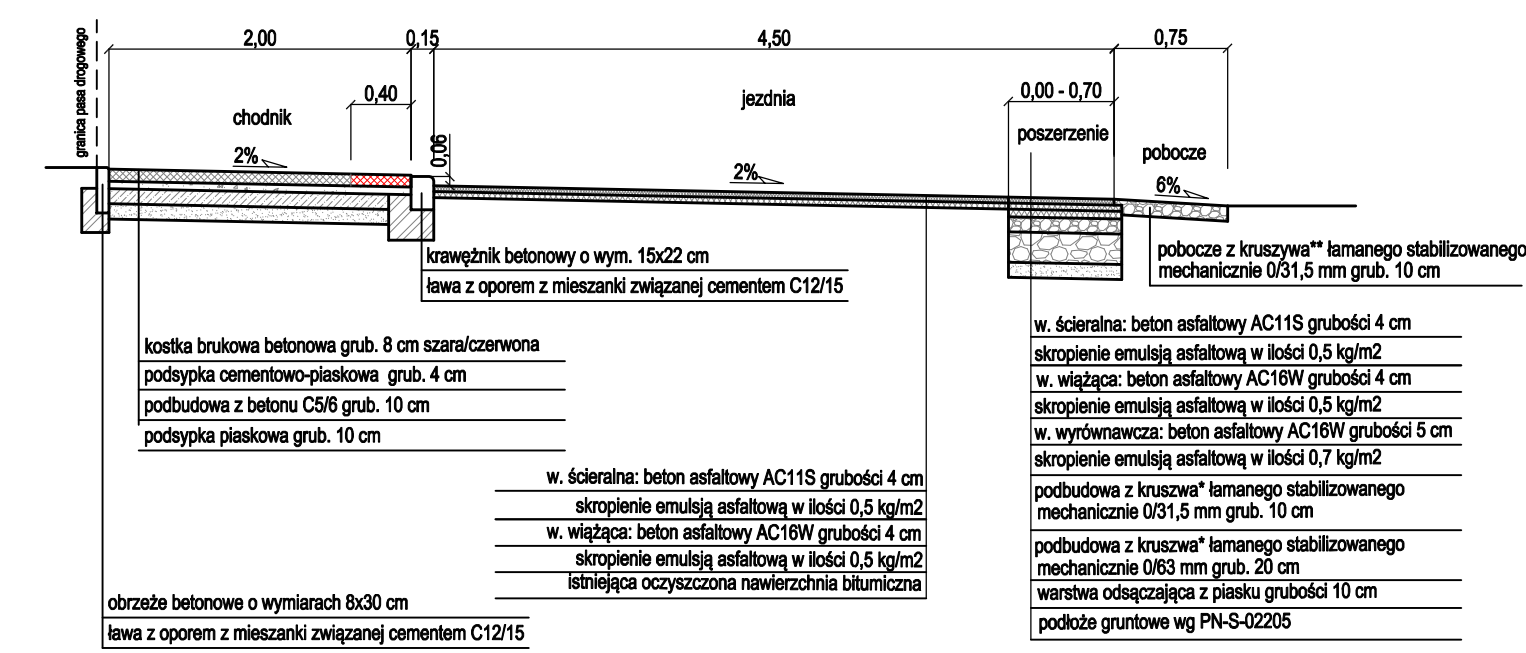 granica pasa drogowego
2,00
0,15
4,50
0,75
0,40
0,00 - 0,70
jezdnia
chodnik
poszerzenie
0,06
pobocze
2%
2%
6%
krawężnik betonowy o wym. 15x22 cm
ława z oporem z mieszanki związanej cementem C12/15
pobocze z kruszywa** łamanego stabilizowanego
mechanicznie 0/31,5 mm grub. 10 cm
kostka brukowa betonowa grub. 8 cm szara/czerwona
podsypka cementowo-piaskowa grub. 4 cm
podbudowa z betonu C5/6 grub. 10 cm
podsypka piaskowa grub. 10 cm
w. ścieralna: beton asfaltowy AC11S grubości 4 cm
skropienie emulsją asfaltową w ilości 0,5 kg/m2
w. wiążąca: beton asfaltowy AC16W grubości 4 cm
skropienie emulsją asfaltową w ilości 0,5 kg/m2
istniejąca oczyszczona nawierzchnia bitumiczna
w. ścieralna: beton asfaltowy AC11S grubości 4 cm
skropienie emulsją asfaltową w ilości 0,5 kg/m2
w. wiążąca: beton asfaltowy AC16W grubości 4 cm
skropienie emulsją asfaltową w ilości 0,5 kg/m2
w. wyrównawcza: beton asfaltowy AC16W grubości 5 cm
skropienie emulsją asfaltową w ilości 0,7 kg/m2
podbudowa z kruszwa* łamanego stabilizowanego
mechanicznie 0/31,5 mm grub. 10 cm
podbudowa z kruszwa* łamanego stabilizowanego
mechanicznie 0/63 mm grub. 20 cm
warstwa odsączająca z piasku grubości 10 cm
podłoże gruntowe wg PN-S-02205
obrzeże betonowe o wymiarach 8x30 cm
ława z oporem z mieszanki związanej cementem C12/15